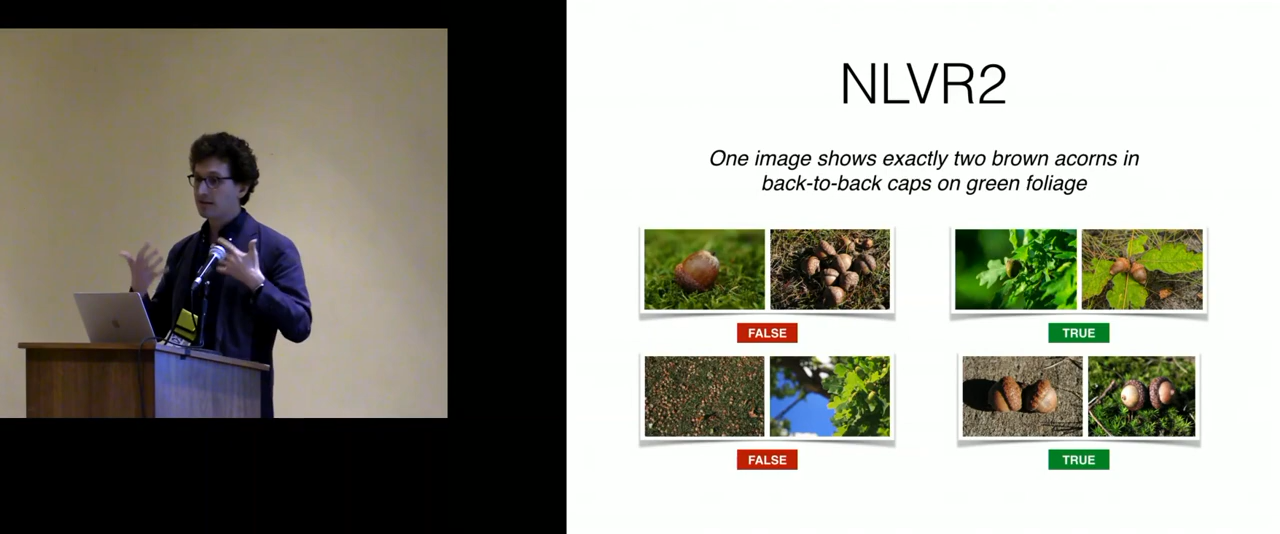 NLVR2
One image shows exactly two brown acorns in
back-to-back caps on green foliage
FALSE
TRUE
FALSE
TRUE